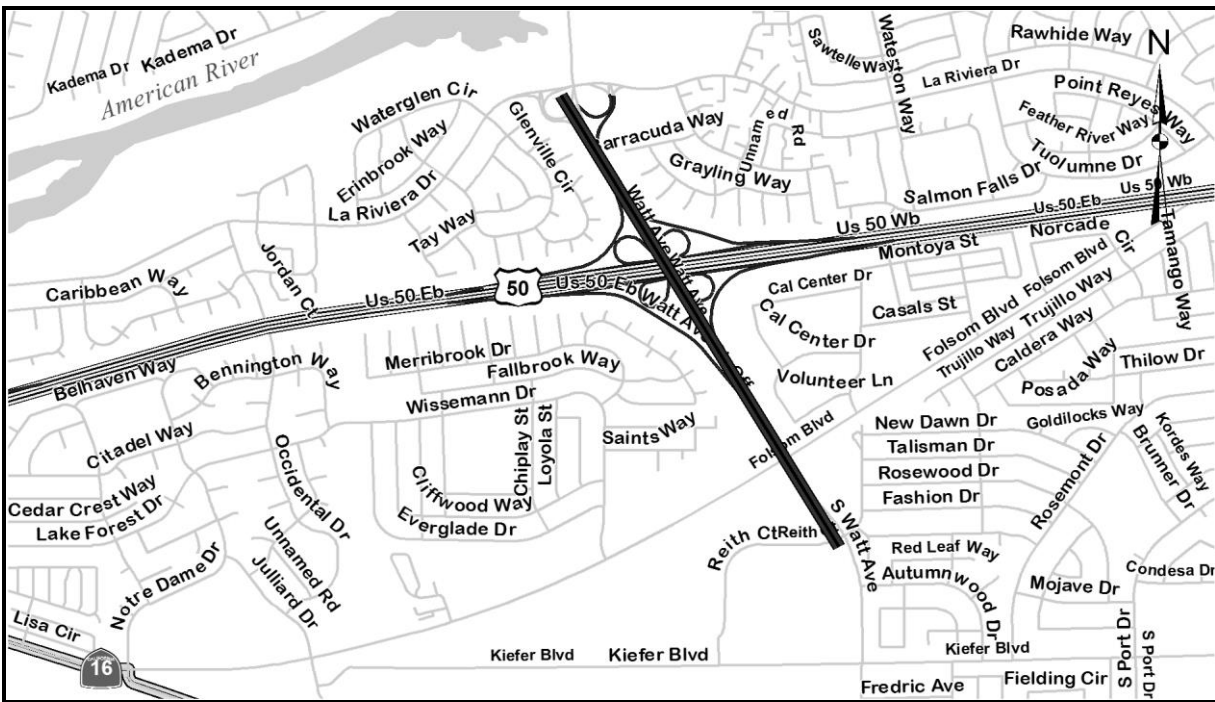 Kadema Dr
Kadema Dr
American River
Waterglen Cir
Erinbrook Way
La Riviera Dr
Glenville Cir
Tay Way
Jordan Ct
Caribbean Way
Sawtelle Way
Waterton Way
Rawhide Way
La Riviera Dr
N
Point Reyes Way
Feather River Way
Tuolumne Dr
Salmon Falls Dr
arracuda Way
Unnamed Rd
Grayling Way
Watt Ave
Watt Ave
Us 50 Wb
Us 50 Wb
Us 50 Eb
Us 50 Eb
50
Us 50 Eb
Watt Ave
Off
Montoya St
Norcade Cir
Tamango Way
Cal Center Dr
Cal Center Dr
Casals St
Folsom Blvd
Folsom Blvd
Trujillo Way
Trujillo Way
Caldera Way
Posada Way
Thilow Dr
Volunteer Ln
Folsom Blvd
Belhaven Way
Bennington Way
Merribrook Dr
Fallbrook Way
Wissemann Dr
Citadel Way
Saints Way
Chiplay St
Loyola St
Cliffwood Way
Everglade Dr
Occidental Dr
Cedar Crest Way
Lake Forest Dr
Unnamed Rd
Julliard Dr
Notre Dame Dr
Lisa Cir
16
New Dawn Dr
Talisman Dr
Rosewood Dr
Fashion Dr
Goldilocks Way
Kordes Way
Brunner Dr
Rosemont Dr
S Watt Ave
Reith Ct
Reith
Red Leaf Way
Autumnwood Dr
Mojave Dr
Condesa Dr
Kiefer Blvd
Kiefer Blvd
Kiefer Blvd
S Port Dr
S Port Dr
Fredric Ave
Fielding Cir